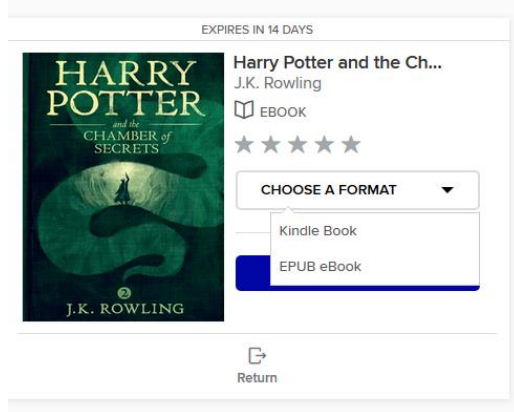 EXPIRES IN 14 DAYS
HARRY
POTTER
and the
CHAMBER of
SECRETS
2
J.K. ROWLING
Harry Potter and the Ch...
J.K. Rowling
EBOOK
CHOOSE A FORMAT
Kindle Book
EPUB eBook
Return